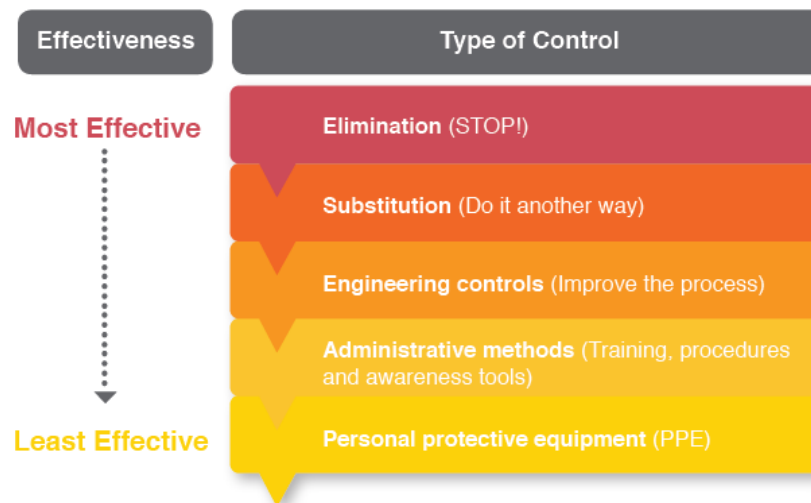 Effectiveness
Type of Control
Most Effective
Elimination (STOP!)
Substitution (Do it another way)
Engineering controls (Improve the process)
Administrative methods (Training, procedures
and awareness tools)
Least Effective
Personal protective equipment (PPE)